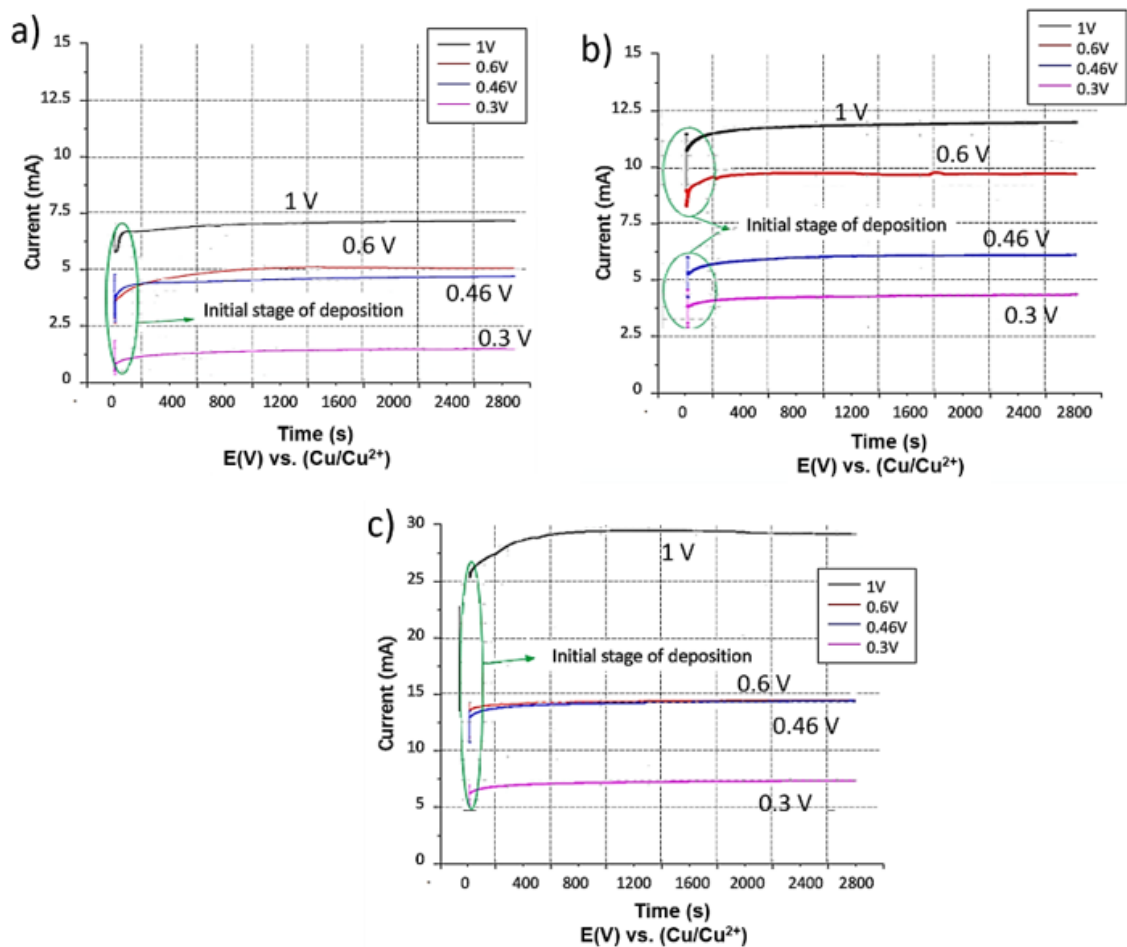 a)
1V
0.6V
0.46V
0.3V
15
12.5
10
7.5
5
2.5
0
Current (mA)
1 V
0.6 V
0.46 V
Initial stage of deposition
0.3 V
0 400 800 1200 1600 2000 2400 2800
Time (s)
E(V) vs. (Cu/Cu²⁺)
b)
1V
0.6V
0.46V
0.3V
15
12.5
10
7.5
5
2.5
0
Current (mA)
1 V
0.6 V
Initial stage of deposition
0.46 V
0.3 V
0 400 800 1200 1600 2000 2400 2800
Time (s)
E(V) vs. (Cu/Cu²⁺)
c)
30
25
20
15
10
5
0
Current (mA)
1 V
1V
0.6V
0.46V
0.3V
Initial stage of deposition
0.6 V
0.46 V
0.3 V
0 400 800 1200 1600 2000 2400 2800
Time (s)
E(V) vs. (Cu/Cu²⁺)